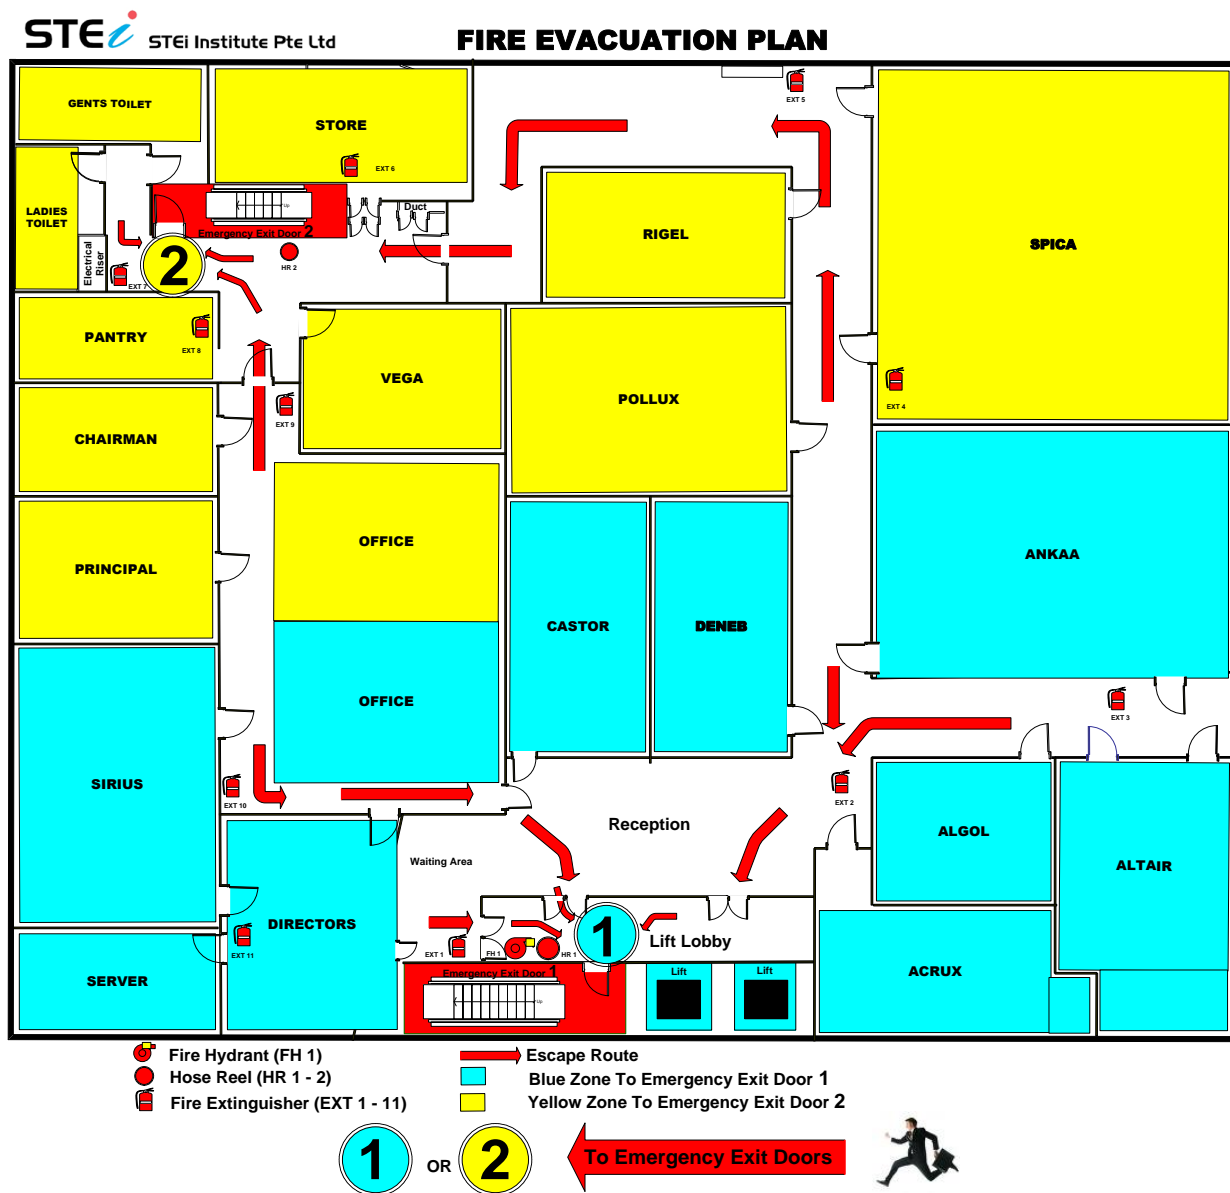 STEi STEi Institute Pte Ltd
FIRE EVACUATION PLAN
GENTS TOILET
STORE
EXT 6
EXT 5
LADIES
TOILET
Electrical
Riser
EXT 7
2
Up
Emergency Exit Door 2
HR 2
Duct
RIGEL
SPICA
PANTRY
EXT 8
VEGA
POLLUX
EXT 4
CHAIRMAN
EXT 9
PRINCIPAL
OFFICE
ANKAA
CASTOR
DENEB
OFFICE
EXT 3
SIRIUS
EXT 10
EXT 2
Reception
ALGOL
Waiting Area
ALTAIR
DIRECTORS
EXT 11
EXT 1
FH 1
HR 1
1
Lift Lobby
SERVER
Emergency Exit Door 1
Up
Lift
Lift
ACRUX
Fire Hydrant (FH 1)
Hose Reel (HR 1 - 2)
Fire Extinguisher (EXT 1 - 11)
Escape Route
Blue Zone To Emergency Exit Door 1
Yellow Zone To Emergency Exit Door 2
1 OR 2
To Emergency Exit Doors